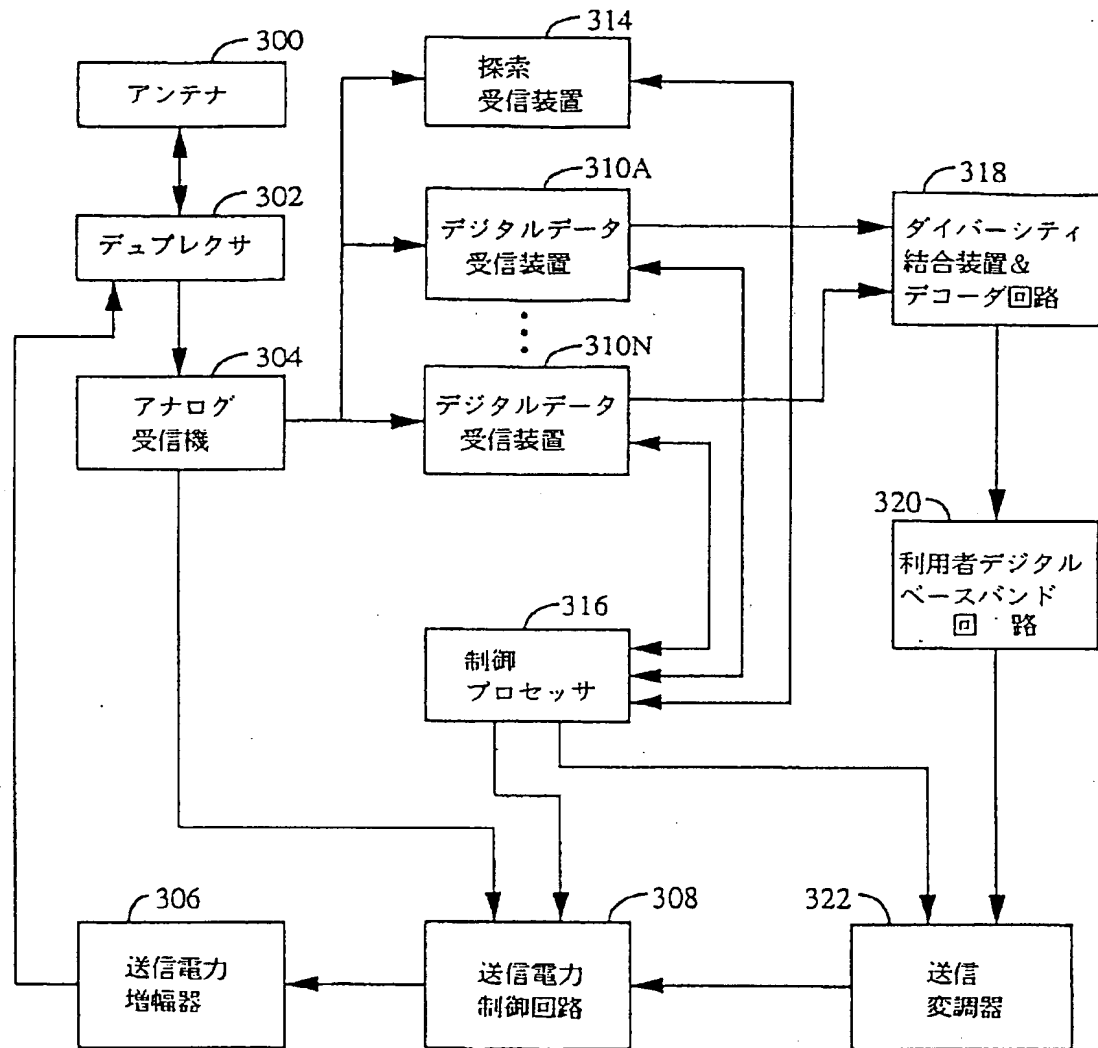 300
アンテナ
314
探索
受信装置
302
デュプレクサ
310A
デジタルデータ
受信装置
318
ダイバーシティ
結合装置&
デコーダ回路
304
アナログ
受信機
310N
デジタルデータ
受信装置
320
利用者デジタル
ベースバンド
回 路
316
制御
プロセッサ
306
送信電力
増幅器
308
送信電力
制御回路
322
送信
変調器